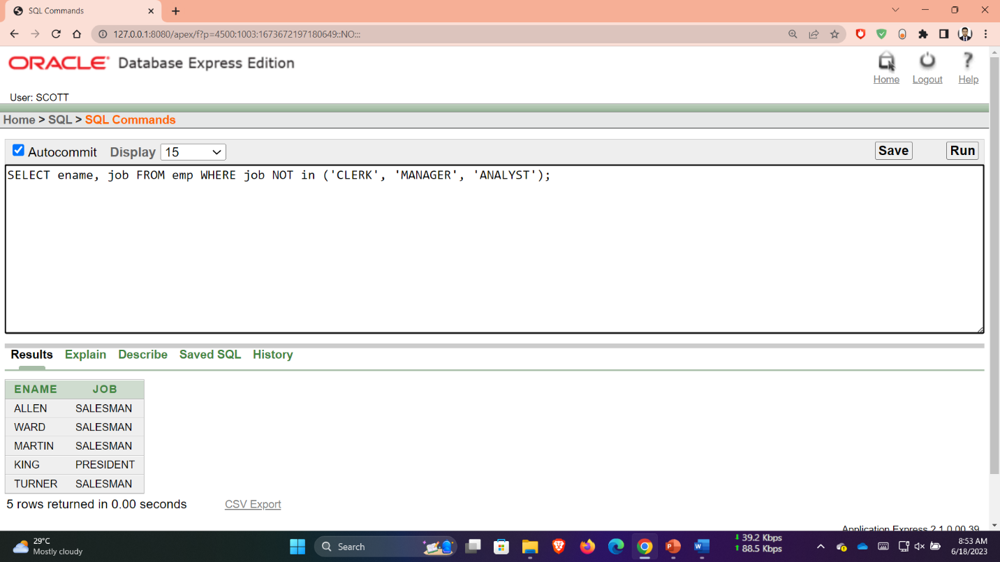 SQL Commands
127.0.0.1:8080/apex/f?p=4500:1003:1673672197180649::NO:::
ORACLE Database Express Edition
Home Logout Help
User: SCOTT
Home > SQL > SQL Commands
Autocommit Display 15 Save Run
SELECT ename, job FROM emp WHERE job NOT in ('CLERK', 'MANAGER', 'ANALYST');
Results Explain Describe Saved SQL History
ENAME JOB
ALLEN SALESMAN
WARD SALESMAN
MARTIN SALESMAN
KING PRESIDENT
TURNER SALESMAN
5 rows returned in 0.00 seconds CSV Export
Application Express 2.1.0.00.39
29°C
Mostly cloudy
Search
39.2 Kbps
88.5 Kbps
8:53 AM
6/18/2023